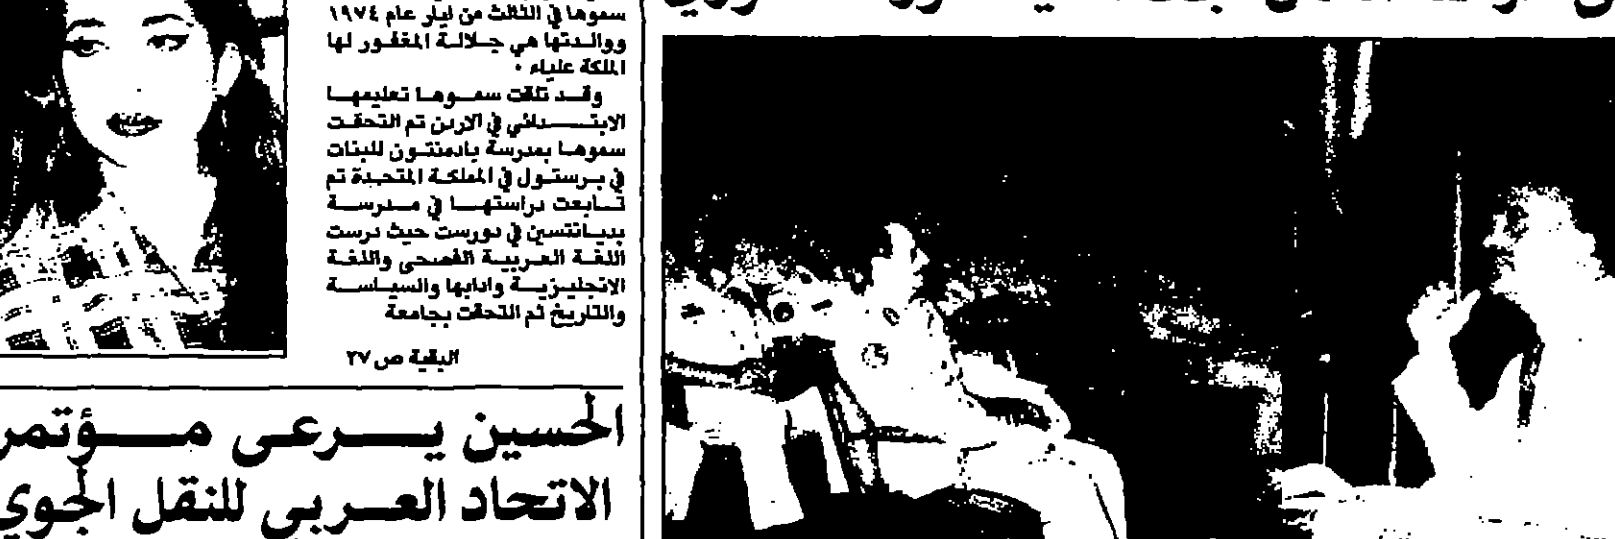 سموها في الثالث من ايار عام ١٩٧٤
ووالدتها هي جلالة المغفور لها
الملكة علياء .
وقد تلقت سموها تعليمها
الابتدائي في الاردن ثم التحقت
سموها بمدرسة بادمنتون للبنات
في برستول في المملكة المتحدة ثم
تابعت دراستها في مدرسة
بديانتسين في دورست حيث درست
اللغة العربية الفصحى واللغة
الانجليزية وادابها والسياسة
والتاريخ ثم التحقت بجامعة
البقية ص ٢٧
الحسين يرعى مؤتمر
الاتحاد العربي للنقل الجوي